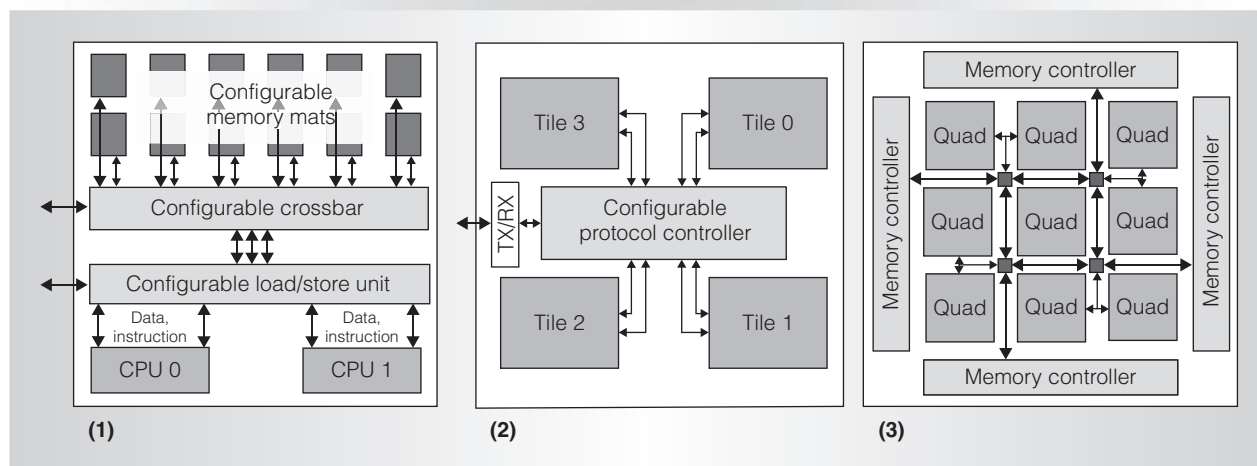 Configurable
memory mats
Configurable crossbar
Configurable load/store unit
Data,
instruction
Data,
instruction
CPU 0
CPU 1
(1)
Tile 3
Tile 0
TX/RX
Configurable
protocol controller
Tile 2
Tile 1
(2)
Memory controller
Memory controller
Quad
Quad
Quad
Quad
Quad
Quad
Quad
Quad
Quad
Memory controller
Memory controller
(3)